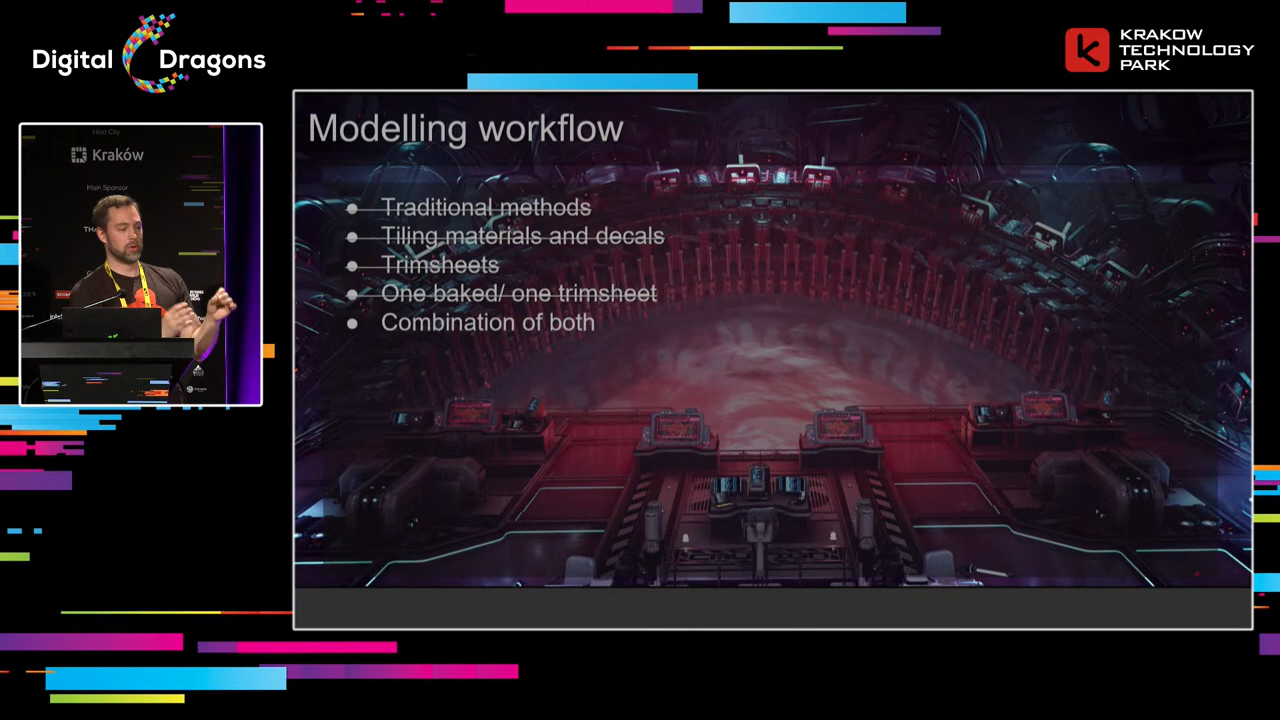 Digital Dragons
KRAKOW
TECHNOLOGY
PARK
Host City
Kraków
Main Sponsor
Modelling workflow
Traditional methods
Tiling materials and decals
Trimsheets
One baked/ one trimsheet
Combination of both